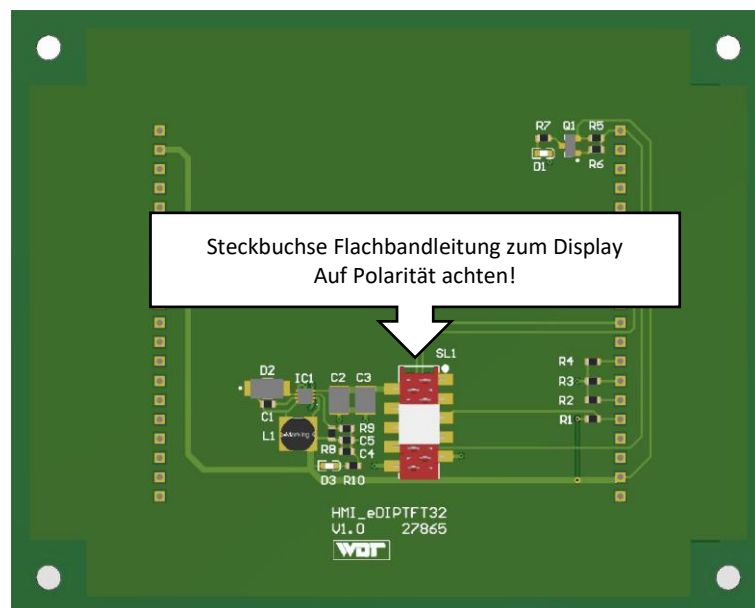 R7 Q1 R5
D1 R6
Steckbuchse Flachbandleitung zum Display
Auf Polarität achten!
SL1
D2 IC1 C2 C3
R4
R3
R2
C1
R1
L1 Marking R8 R9
C5
C4
D3 R10
HMI_eDIPTFT32
V1.0 27865
WDT